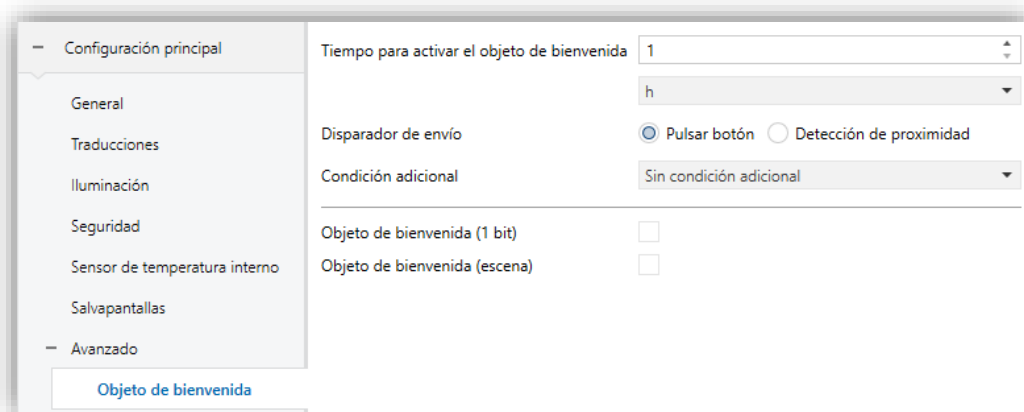 Configuración principal
General
Traducciones
Iluminación
Seguridad
Sensor de temperatura interno
Salvapantallas
Avanzado
Objeto de bienvenida
Tiempo para activar el objeto de bienvenida 1
h
Disparador de envío Pulsar botón Detección de proximidad
Condición adicional Sin condición adicional
Objeto de bienvenida (1 bit)
Objeto de bienvenida (escena)